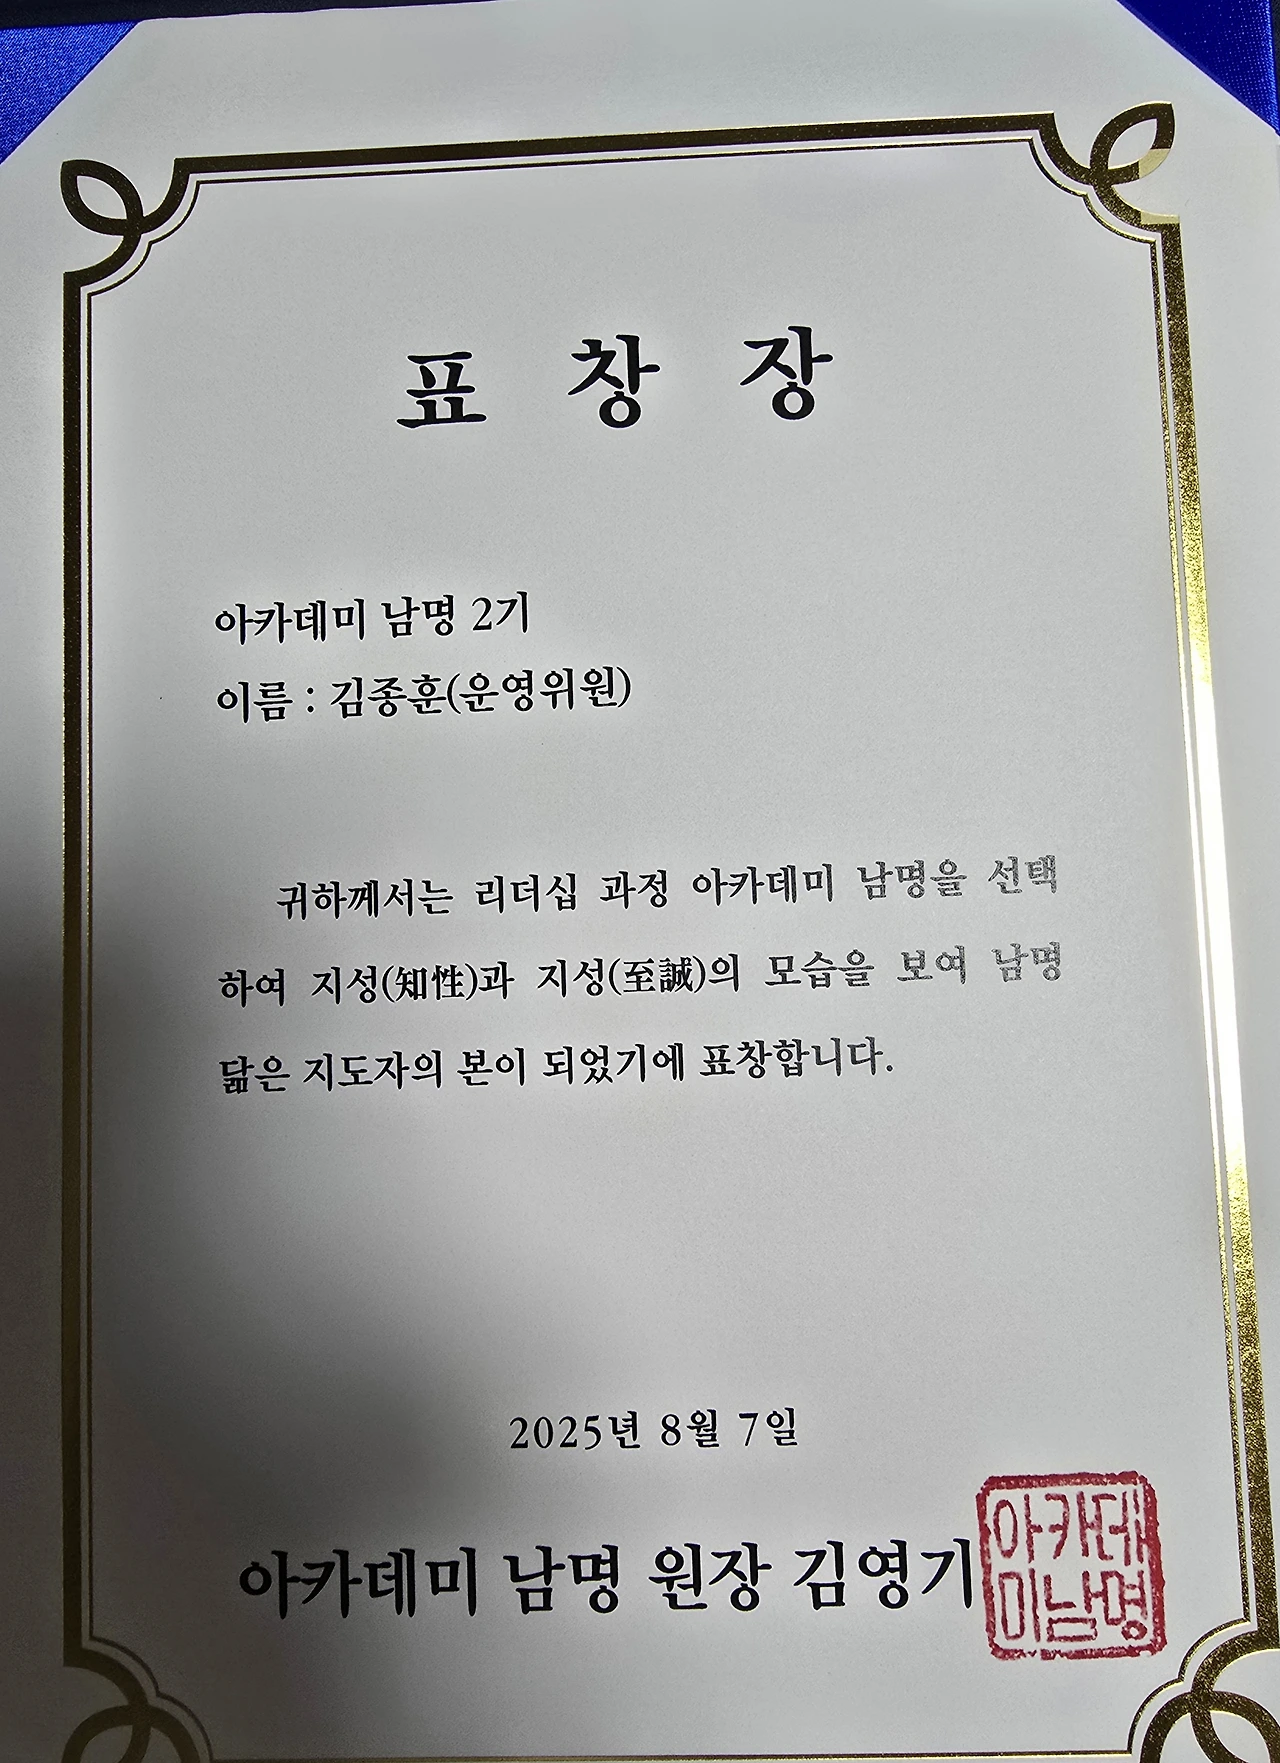 표 창 장
아카데미 남명 2기
이름 : 김종훈(운영위원)
귀하께서는 리더십 과정 아카데미 남명을 선택
하여 지성(知性)과 지성(至誠)의 모습을 보여 남명
닮은 지도자의 본이 되었기에 표창합니다.
2025년 8월 7일
아카데미 남명 원장 김영기
아카데
미남명